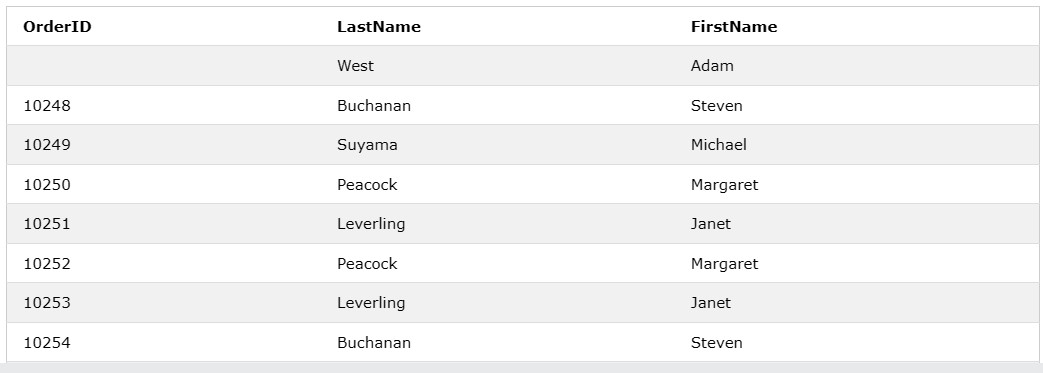 OrderID LastName FirstName
West Adam
10248 Buchanan Steven
10249 Suyama Michael
10250 Peacock Margaret
10251 Leverling Janet
10252 Peacock Margaret
10253 Leverling Janet
10254 Buchanan Steven